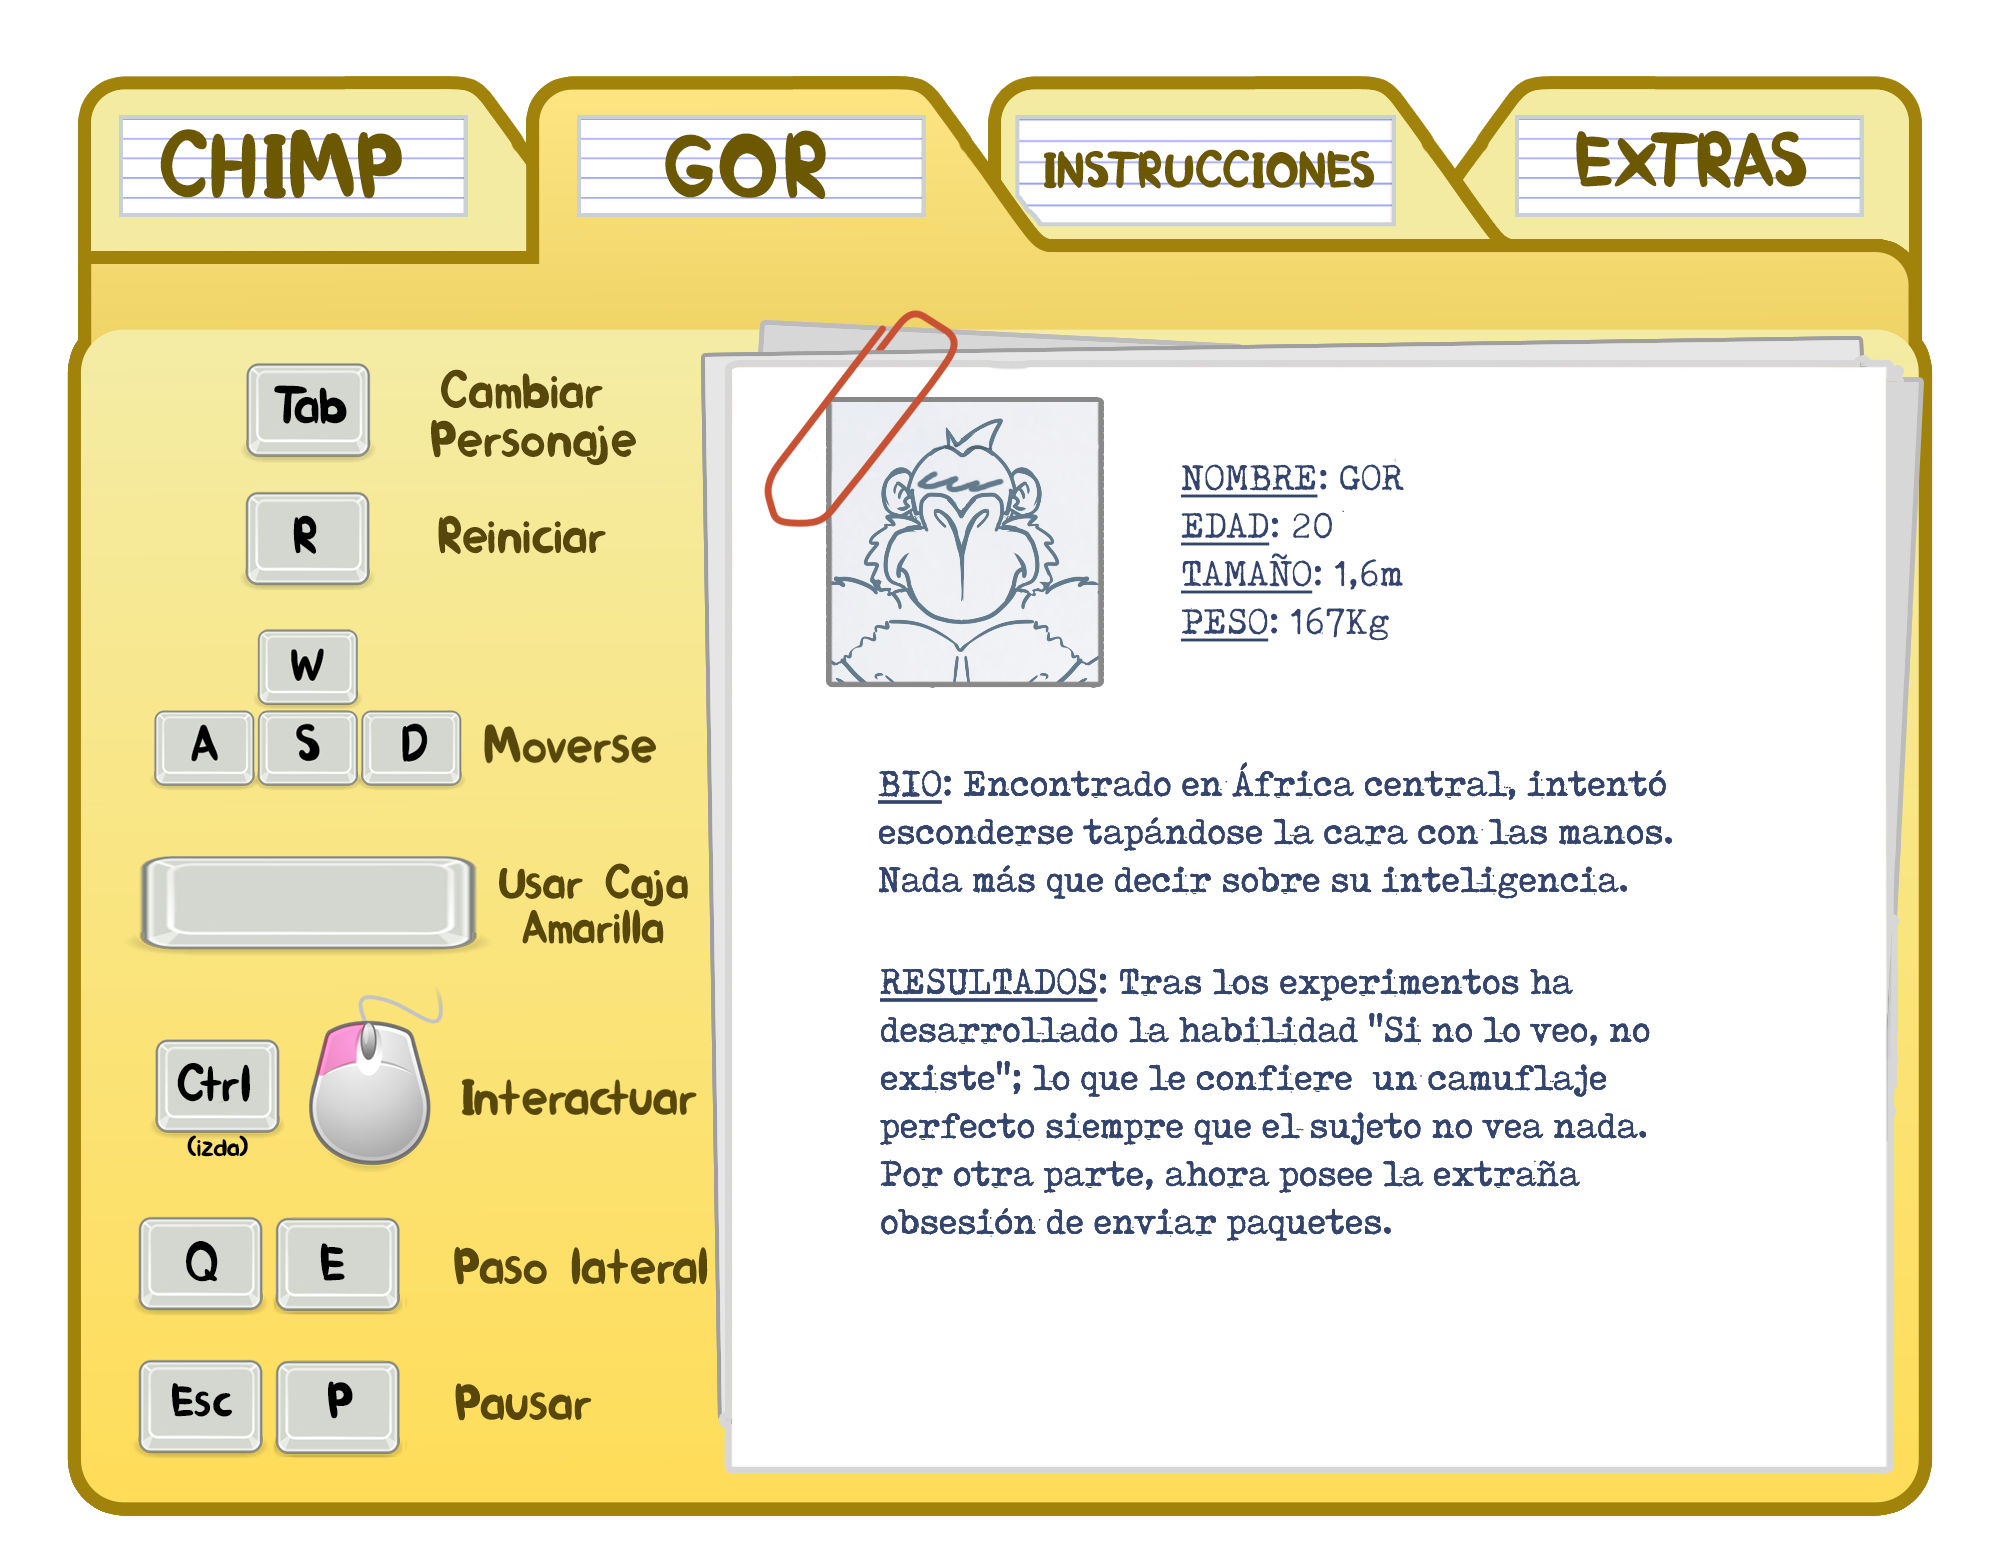 CHIMP
GOR
INSTRUCCIONES
EXTRAS
Tab
Cambiar
Personaje
R
Reiniciar
W
A S D
Moverse
Usar Caja
Amarilla
Ctrl
(izda)
Interactuar
Q E
Paso lateral
Esc P
Pausar
NOMBRE: GOR
EDAD: 20
TAMAÑO: 1,6m
PESO: 167Kg
BIO: Encontrado en África central, intentó
esconderse tapándose la cara con las manos.
Nada más que decir sobre su inteligencia.
RESULTADOS: Tras los experimentos ha
desarrollado la habilidad "Si no lo veo, no
existe"; lo que le confiere un camuflaje
perfecto siempre que el sujeto no vea nada.
Por otra parte, ahora posee la extraña
obsesión de enviar paquetes.